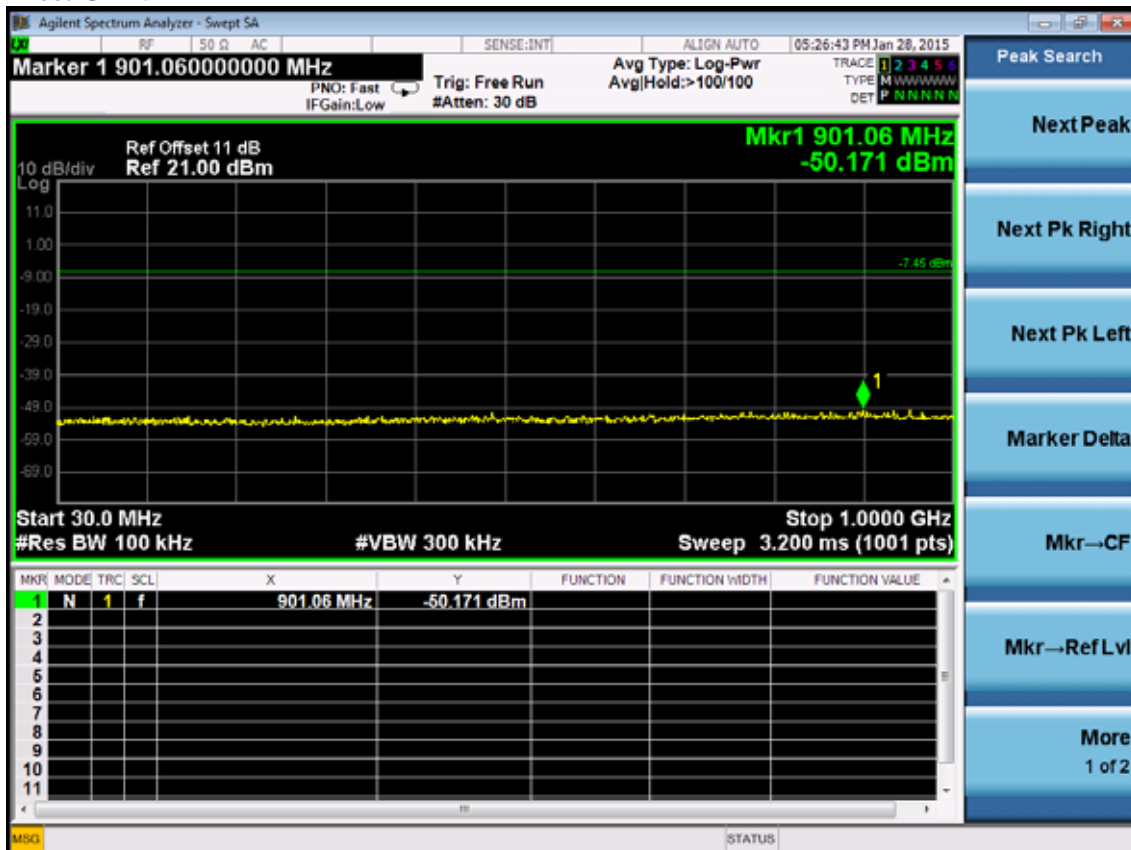 Agilent Spectrum Analyzer - Swept SA
LXI RF 50 Ω AC SENSE:INT ALIGN AUTO 05:26:43 PM Jan 28, 2015
Marker 1 901.060000000 MHz
PNO: Fast
IFGain:Low
Trig: Free Run
#Atten: 30 dB
Avg Type: Log-Pwr
Avg|Hold:>100/100
TRACE 1 2 3 4 5 6
TYPE M WWWWW
DET P N N N N N
Peak Search
Next Peak
Next Pk Right
Next Pk Left
Marker Delta
Mkr→CF
Mkr→Ref Lvl
More
1 of 2
Mkr1 901.06 MHz
-50.171 dBm
Ref Offset 11 dB
10 dB/div Ref 21.00 dBm
Log
11.0
1.00
-9.00
-19.0
-29.0
-39.0
-49.0
-59.0
-69.0
-7.45 dBm
1
Start 30.0 MHz Stop 1.0000 GHz
#Res BW 100 kHz #VBW 300 kHz Sweep 3.200 ms (1001 pts)
MKR MODE TRC SCL X Y FUNCTION FUNCTION WIDTH FUNCTION VALUE
1 N 1 f 901.06 MHz -50.171 dBm
2
3
4
5
6
7
8
9
10
11
MSG STATUS